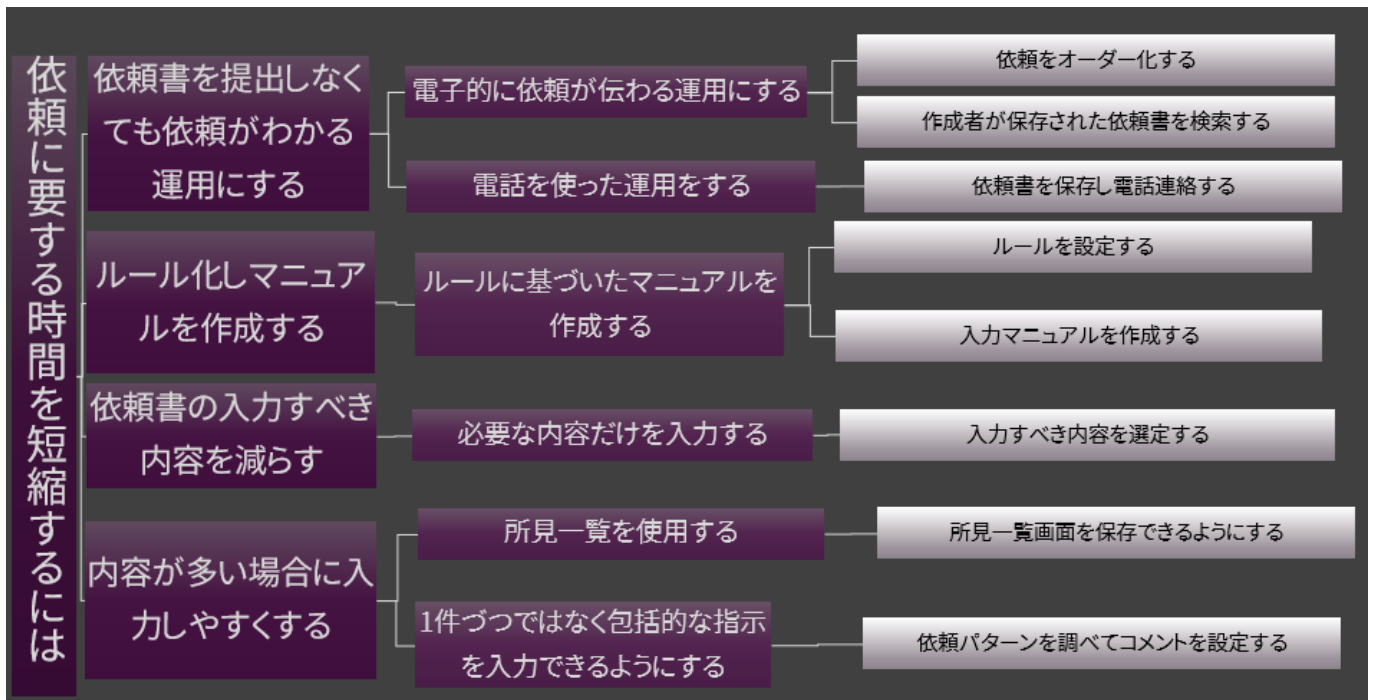 依頼に要する時間を短縮するには
依頼書を提出しなく
ても依頼がわかる
運用にする
電子的に依頼が伝わる運用にする
依頼をオーダー化する
作成者が保存された依頼書を検索する
電話を使った運用をする
依頼書を保存し電話連絡する
ルール化しマニュア
ルを作成する
ルールに基づいたマニュアルを
作成する
ルールを設定する
入力マニュアルを作成する
依頼書の入力すべき
内容を減らす
必要な内容だけを入力する
入力すべき内容を選定する
内容が多い場合に入
力しやすくする
所見一覧を使用する
所見一覧画面を保存できるようにする
1件づつではなく包括的な指示
を入力できるようにする
依頼パターンを調べてコメントを設定する